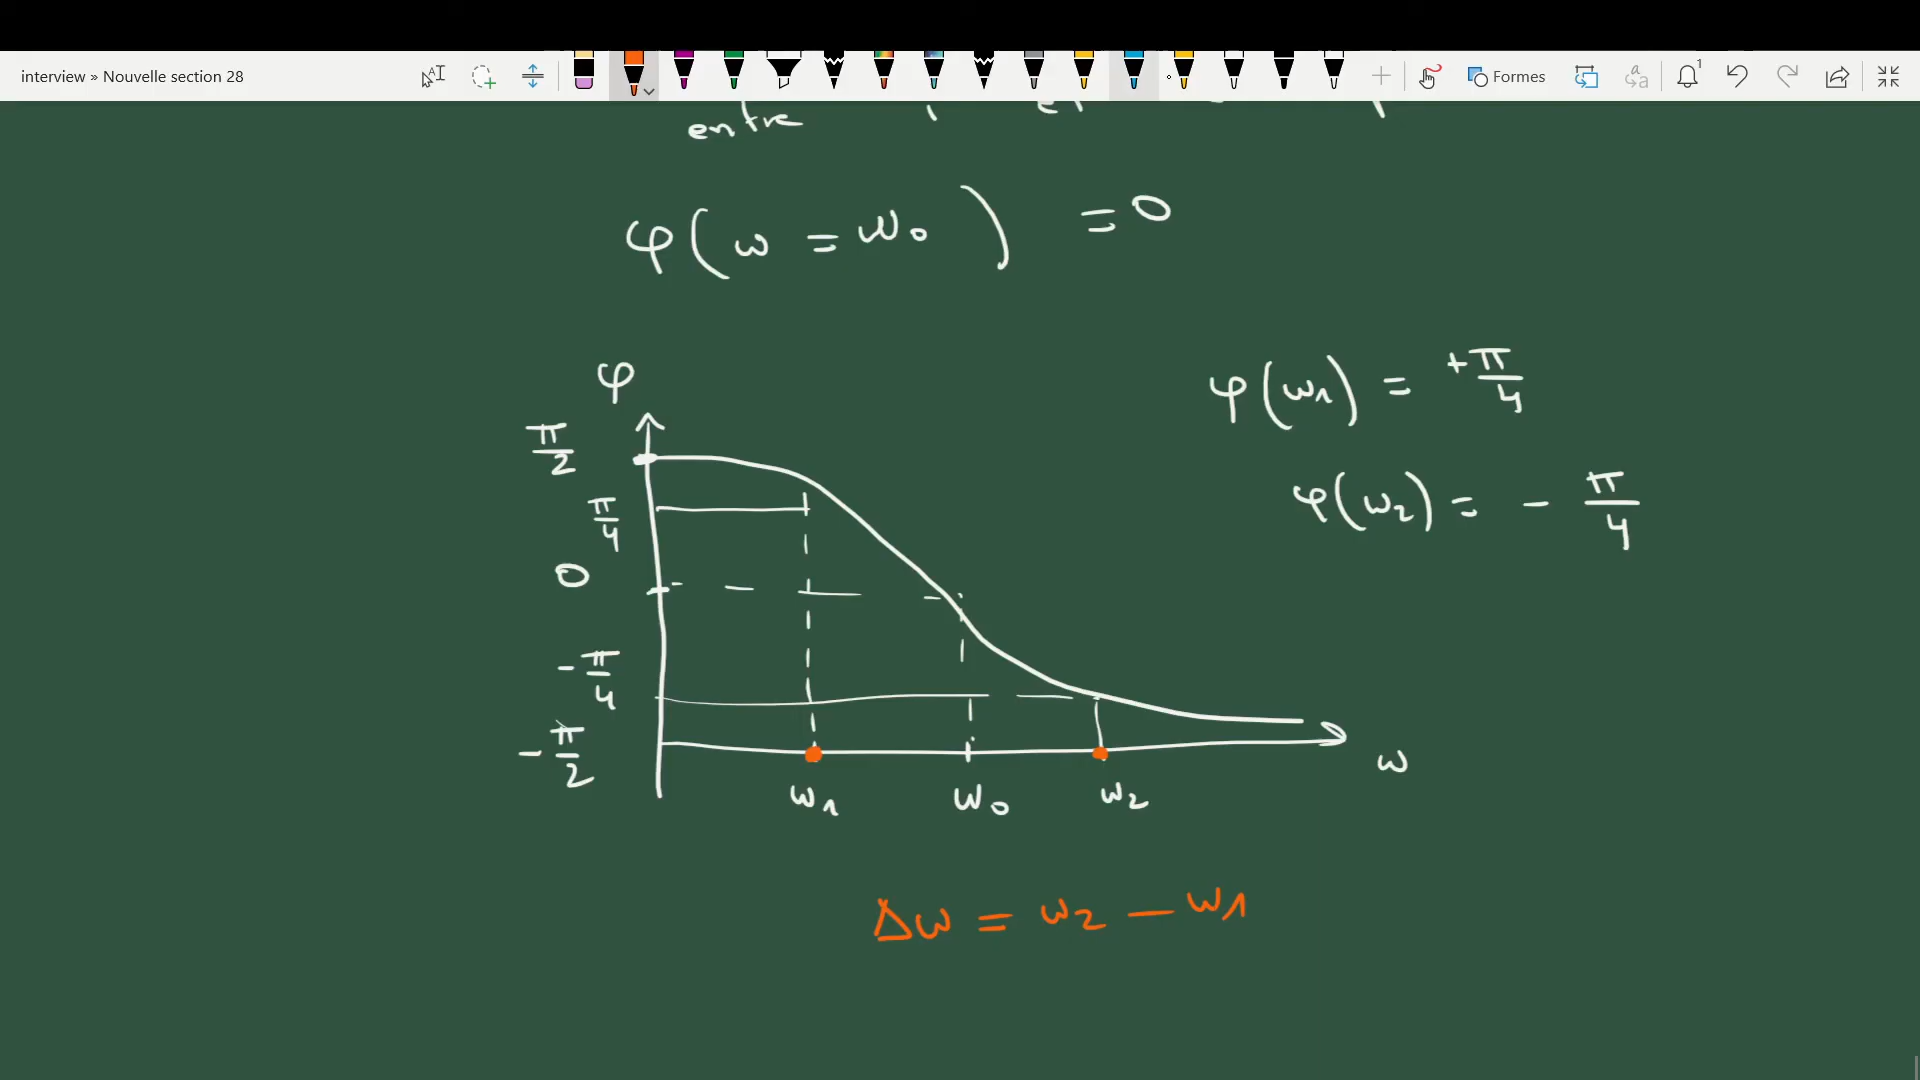 interview » Nouvelle section 28
Formes
1
entre
φ(ω = ω₀) = 0
φ
φ(ω₁) = +π/4
π/2
φ(ω₂) = - π/4
π/4
0
-π/4
-π/2
ω
ω₁ ω₀ ω₂
Δω = ω₂ - ω₁